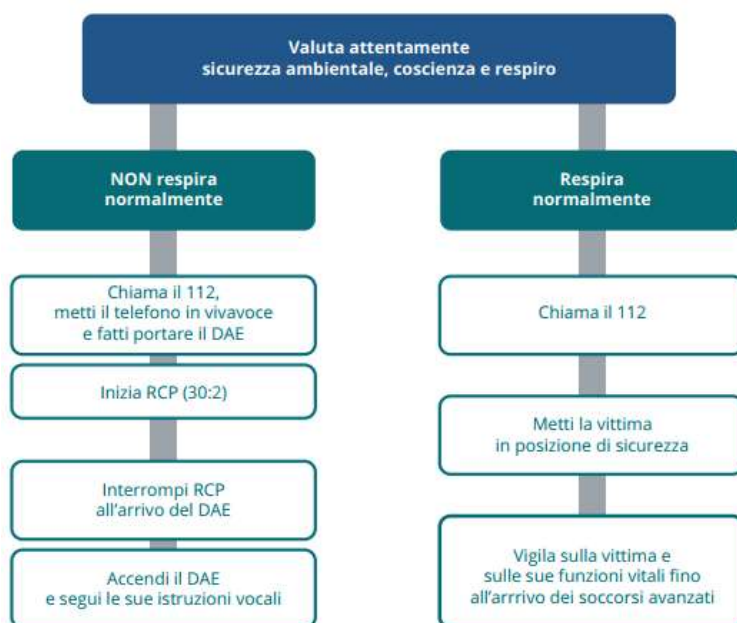 Valuta attentamente
sicurezza ambientale, coscienza e respiro
NON respira
normalmente
Chiama il 112,
metti il telefono in vivavoce
e fatti portare il DAE
Inizia RCP (30:2)
Interrompi RCP
all'arrivo del DAE
Accendi il DAE
e segui le sue istruzioni vocali
Respira
normalmente
Chiama il 112
Metti la vittima
in posizione di sicurezza
Vigila sulla vittima e
sulle sue funzioni vitali fino
all'arrrivo dei soccorsi avanzati